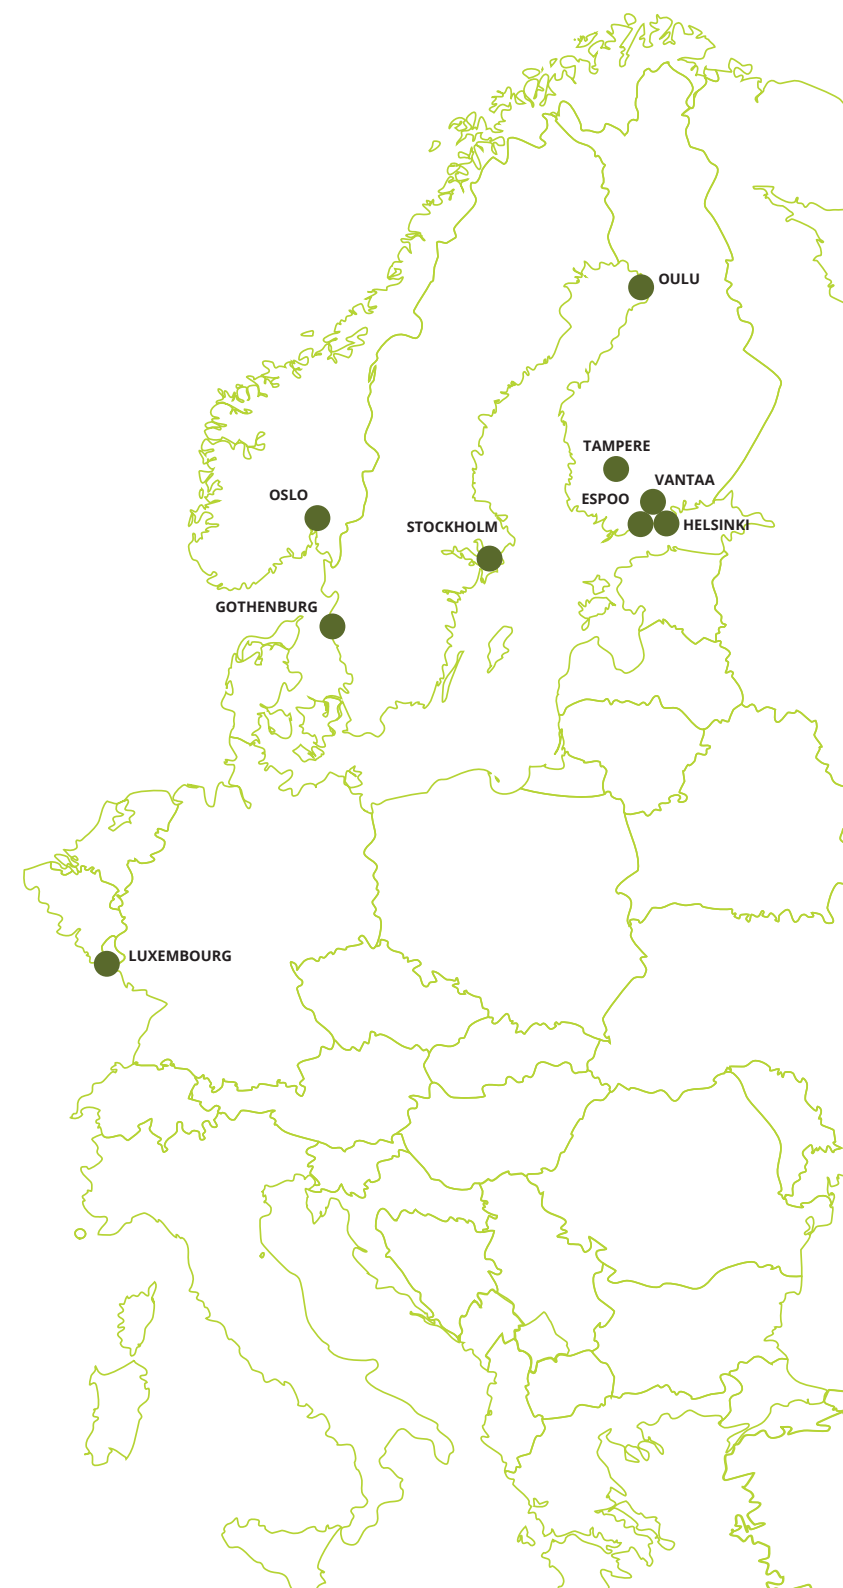 OULU
TAMPERE
VANTAA
ESPOO
OSLO
STOCKHOLM
HELSINKI
GOTHENBURG
LUXEMBOURG